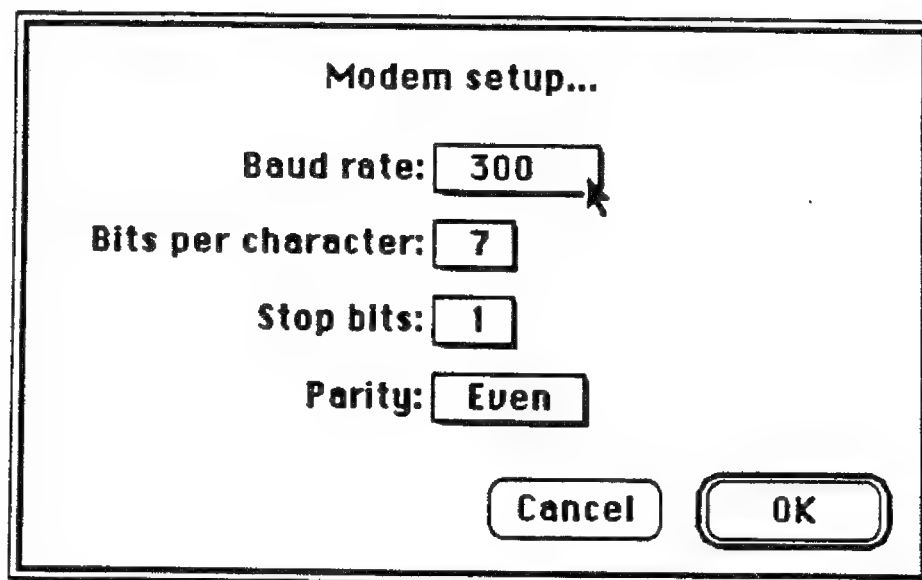 Modem setup...
Baud rate: 300
Bits per character: 7
Stop bits: 1
Parity: Even
Cancel OK